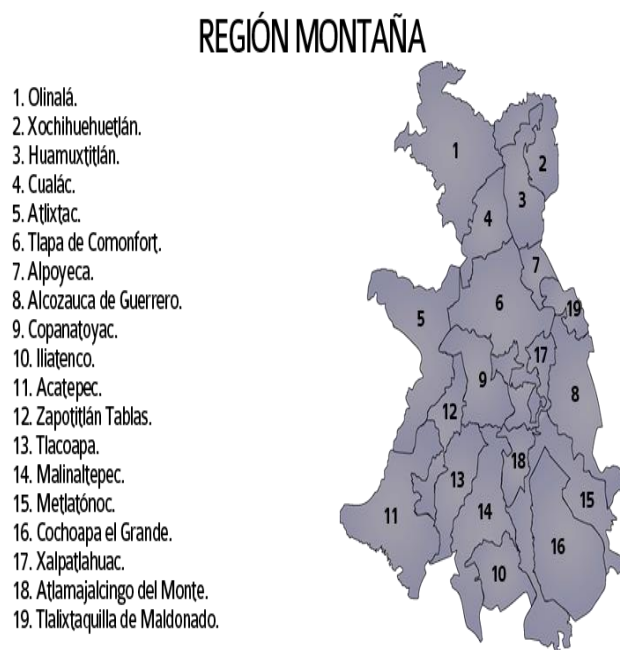 REGIÓN MONTAÑA
1. Olinalá.
2. Xochihuehuetlán.
3. Huamuxtitlán.
4. Cualác.
5. Atlixtac.
6. Tlapa de Comonfort.
7. Alpoyeca.
8. Alcozauca de Guerrero.
9. Copanatoyac.
10. Iliatenco.
11. Acatepec.
12. Zapotitlán Tablas.
13. Tlacoapa.
14. Malinaltepec.
15. Metlatónoc.
16. Cochoapa el Grande.
17. Xalpatlahuac.
18. Atlamajalcingo del Monte.
19. Tlalixtaquilla de Maldonado.
1
2
3
4
7
5
6
19
17
9
8
12
18
13
15
14
11
16
10